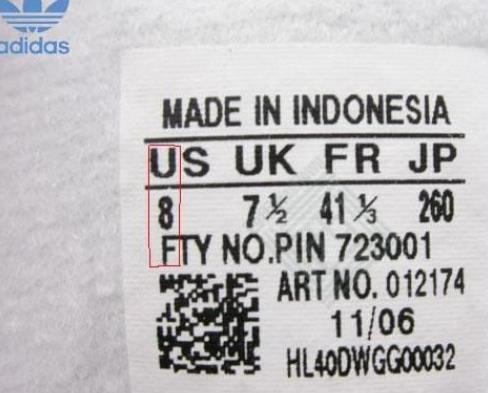 adidas
MADE IN INDONESIA
US UK FR JP
8 7½ 41⅓ 260
FTY NO.PIN 723001
ART NO. 012174
11/06
HL40DWGG00032